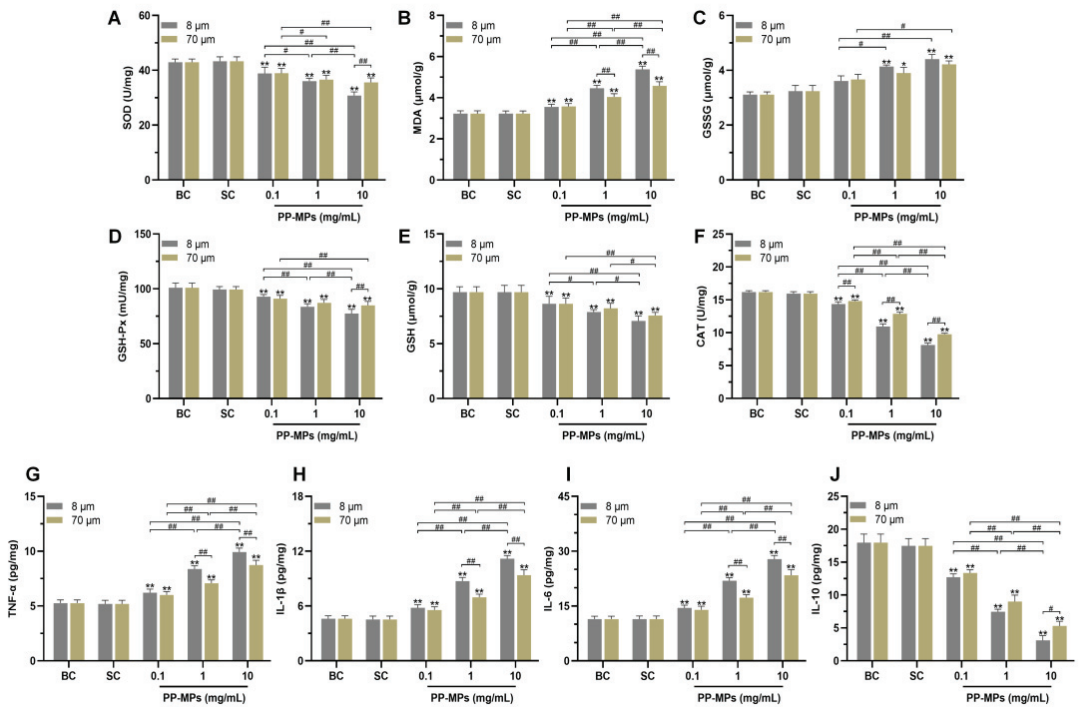 A
8 µm
70 µm
SOD (U/mg)
60
40
20
0
##
#
##
#
##
##
**
**
**
**
**
**
BC
SC
0.1
1
10
PP-MPs (mg/mL)
B
8 µm
70 µm
MDA (µmol/g)
8
6
4
2
0
##
##
##
##
##
##
##
##
**
**
**
**
**
**
BC
SC
0.1
1
10
PP-MPs (mg/mL)
C
8 µm
70 µm
GSSG (µmol/g)
6
4
2
0
#
##
#
**
*
**
**
BC
SC
0.1
1
10
PP-MPs (mg/mL)
D
8 µm
70 µm
GSH-Px (mU/mg)
150
100
50
0
##
##
##
##
##
**
**
**
**
**
**
BC
SC
0.1
1
10
PP-MPs (mg/mL)
E
8 µm
70 µm
GSH (µmol/g)
15
12
9
6
3
0
##
#
##
#
#
**
**
**
**
**
**
BC
SC
0.1
1
10
PP-MPs (mg/mL)
F
8 µm
70 µm
CAT (U/mg)
25
20
15
10
5
0
##
##
##
##
##
##
##
##
##
**
**
**
**
**
**
BC
SC
0.1
1
10
PP-MPs (mg/mL)
G
8 µm
70 µm
TNF-α (pg/mg)
15
10
5
0
##
##
##
##
##
##
##
##
**
**
**
**
**
**
BC
SC
0.1
1
10
PP-MPs (mg/mL)
H
8 µm
70 µm
IL-1β (pg/mg)
16
12
8
4
0
##
##
##
##
##
##
##
##
**
**
**
**
**
**
BC
SC
0.1
1
10
PP-MPs (mg/mL)
I
8 µm
70 µm
IL-6 (pg/mg)
45
30
15
0
##
##
##
##
##
##
##
##
**
**
**
**
**
**
BC
SC
0.1
1
10
PP-MPs (mg/mL)
J
8 µm
70 µm
IL-10 (pg/mg)
25
20
15
10
5
0
##
##
##
##
##
##
#
**
**
**
**
**
**
BC
SC
0.1
1
10
PP-MPs (mg/mL)